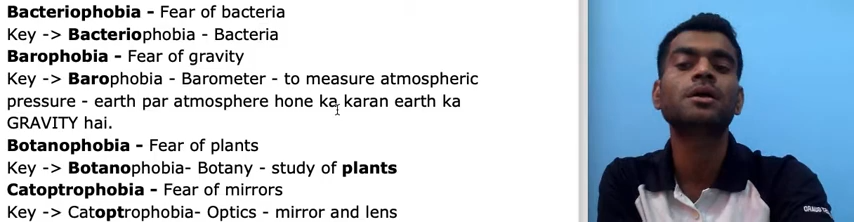 Bacteriophobia - Fear of bacteria
Key -> Bacteriophobia - Bacteria
Barophobia - Fear of gravity
Key -> Barophobia - Barometer - to measure atmospheric
pressure - earth par atmosphere hone ka karan earth ka
GRAVITY hai.
Botanophobia - Fear of plants
Key -> Botanophobia- Botany - study of plants
Catoptrophobia - Fear of mirrors
Key -> Catoptrophobia- Optics - mirror and lens